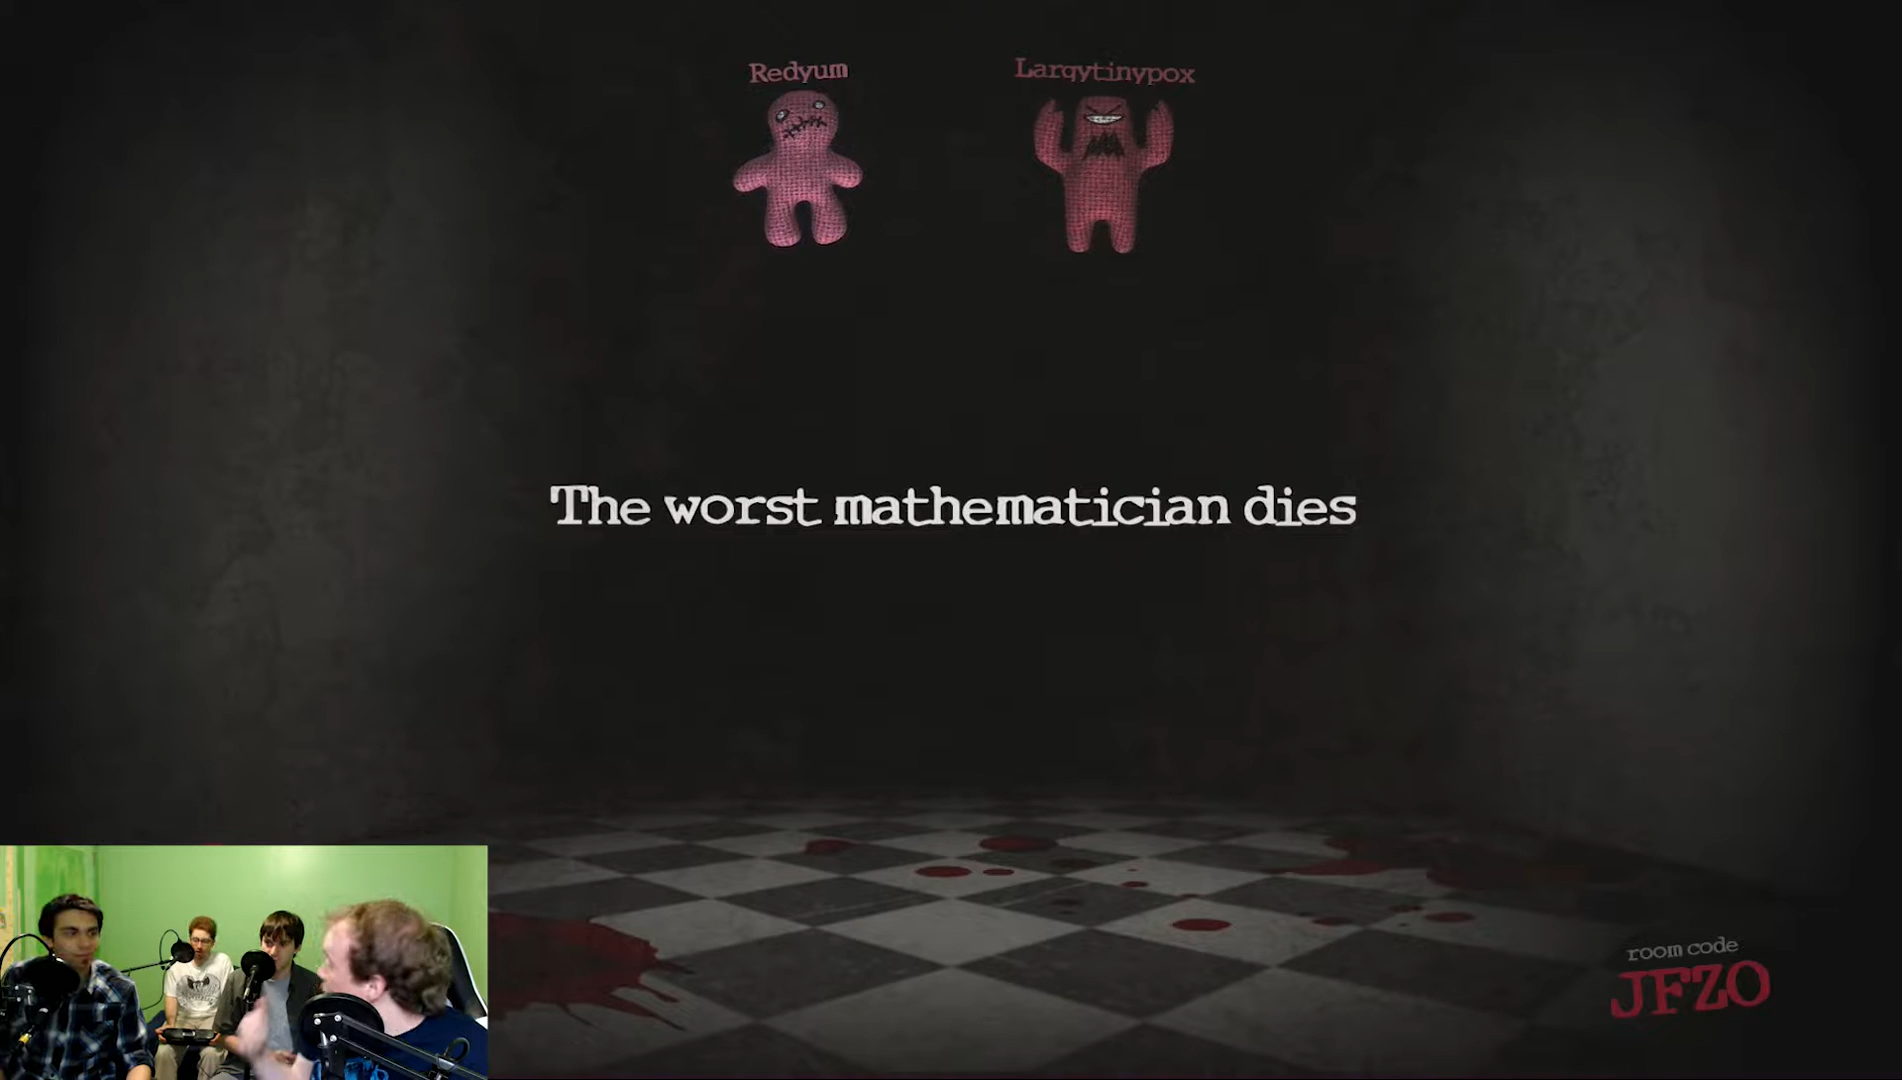 Redyum
Largytinypox
The worst mathematician dies
room code
JFZO